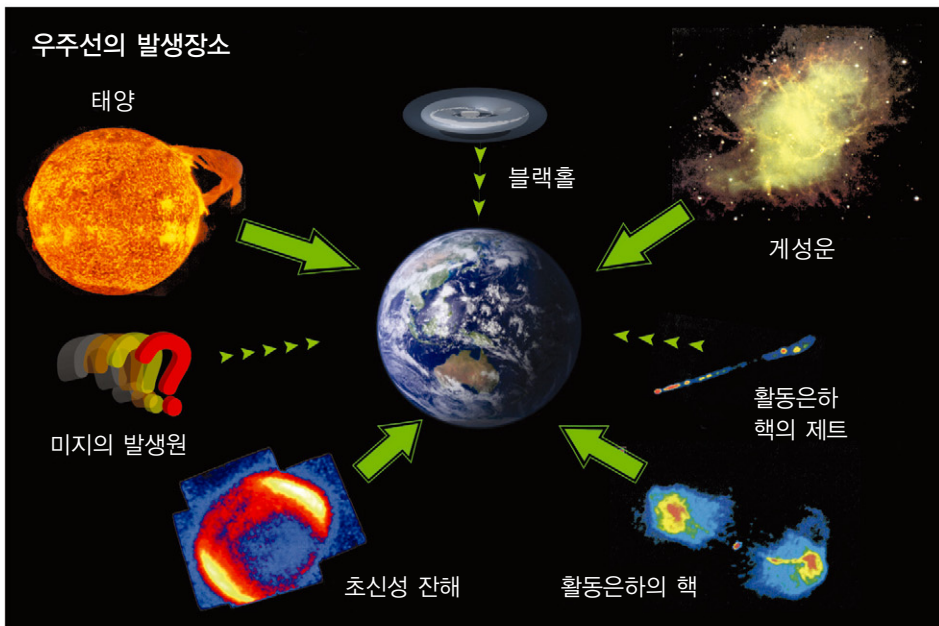 우주선의 발생장소
태양
블랙홀
게성운
미지의 발생원
활동은하
핵의 제트
초신성 잔해
활동은하의 핵